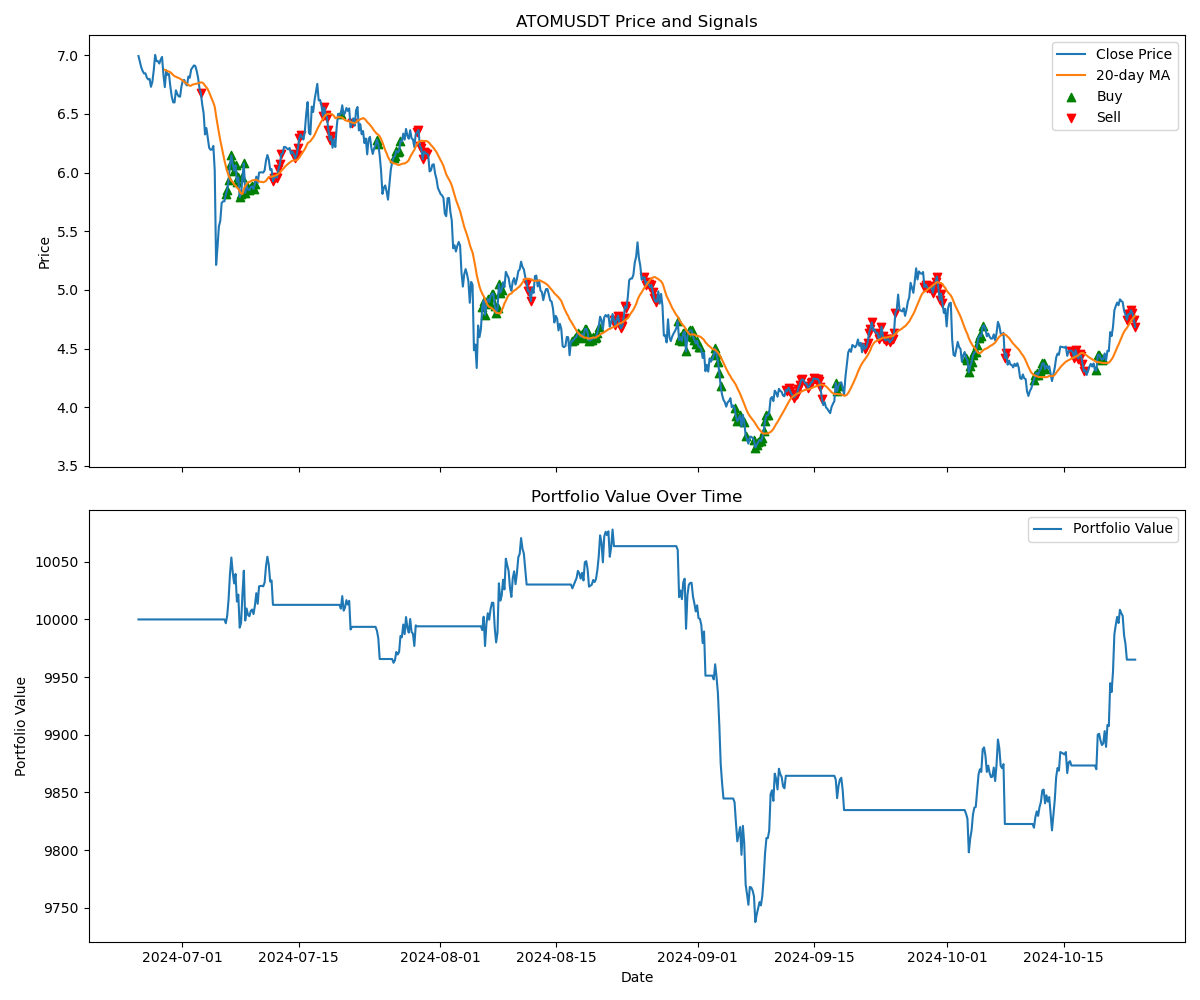 ATOMUSDT Price and Signals
7.0
6.5
6.0
5.5
5.0
4.5
4.0
3.5
Price
Close Price
20-day MA
Buy
Sell
Portfolio Value Over Time
10050
10000
9950
9900
9850
9800
9750
Portfolio Value
Portfolio Value
2024-07-01
2024-07-15
2024-08-01
2024-08-15
2024-09-01
2024-09-15
2024-10-01
2024-10-15
Date